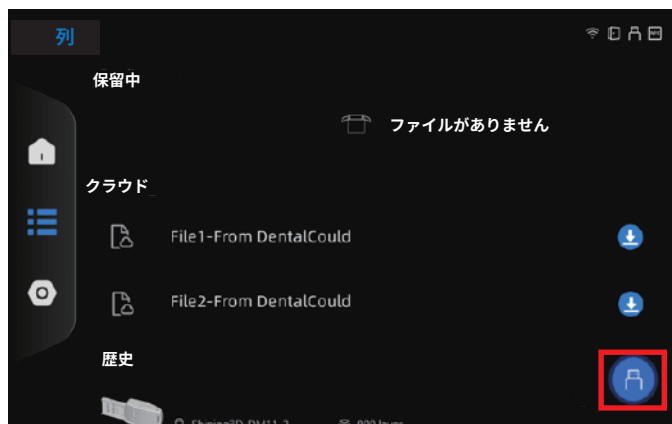 列
保留中
ファイルがありません
クラウド
File1-From DentalCould
File2-From DentalCould
歴史